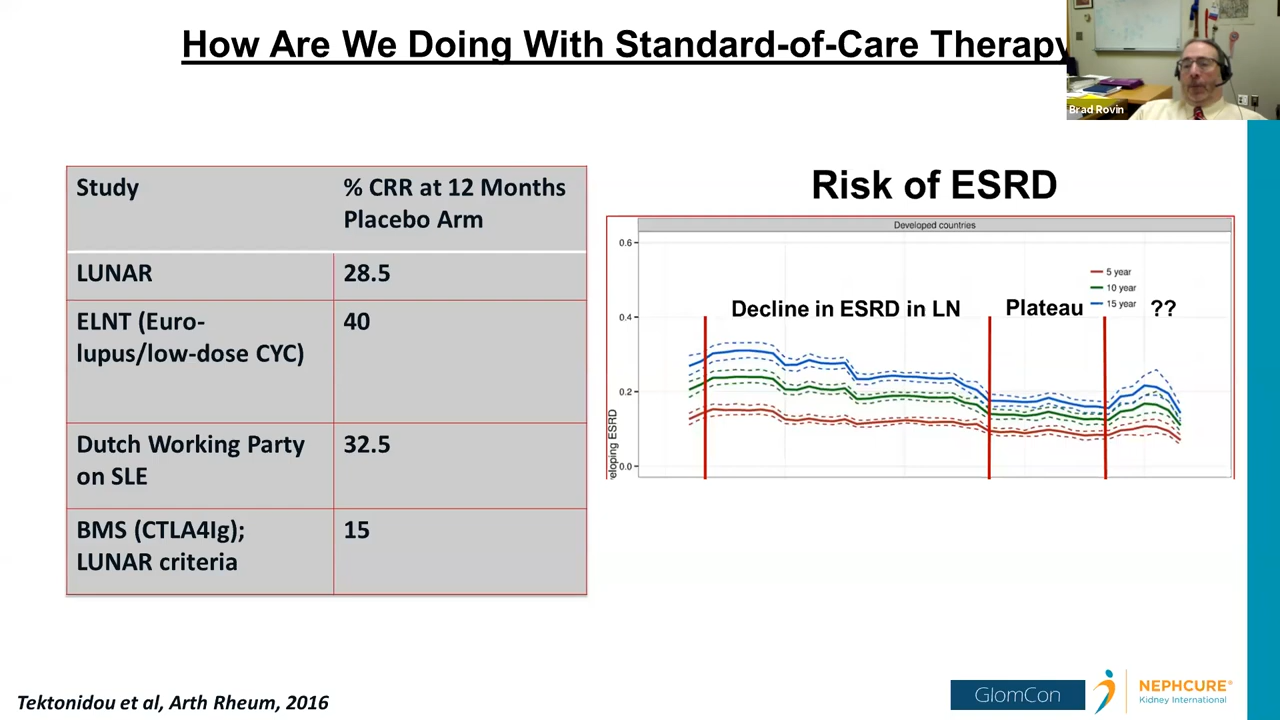 How Are We Doing With Standard-of-Care Therapy
Brad Rovin
Study
% CRR at 12 Months
Placebo Arm
LUNAR
28.5
ELNT (Euro-
lupus/low-dose CYC)
40
Dutch Working Party
on SLE
32.5
BMS (CTLA4Ig);
LUNAR criteria
15
Risk of ESRD
Developed countries
0.6
0.4
0.2
0.0
eloping ESRD
5 year
10 year
15 year
Decline in ESRD in LN
Plateau
??
Tektonidou et al, Arth Rheum, 2016
GlomCon
NEPHCURE®
Kidney International